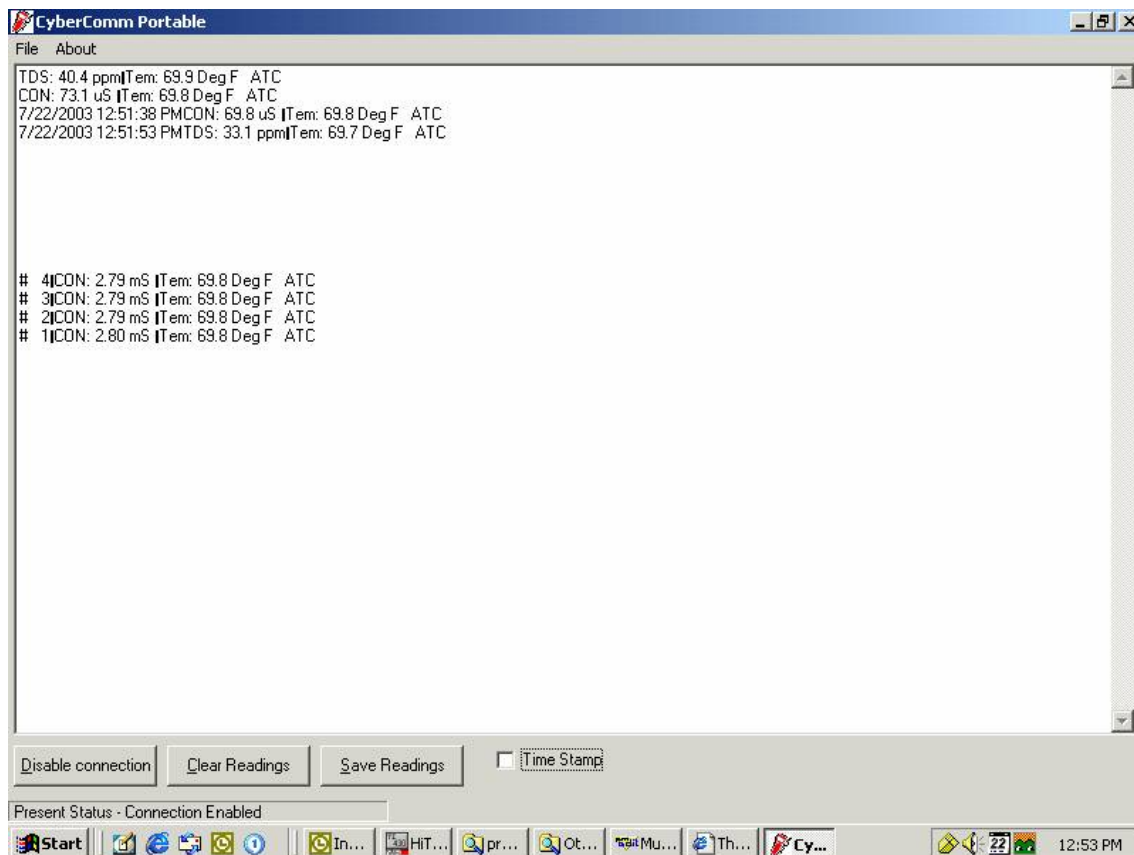 CyberComm Portable
File About
TDS: 40.4 ppm|Tem: 69.9 Deg F ATC
CON: 73.1 uS |Tem: 69.8 Deg F ATC
7/22/2003 12:51:38 PMCON: 69.8 uS |Tem: 69.8 Deg F ATC
7/22/2003 12:51:53 PMTDS: 33.1 ppm|Tem: 69.7 Deg F ATC
# 4|CON: 2.79 mS |Tem: 69.8 Deg F ATC
# 3|CON: 2.79 mS |Tem: 69.8 Deg F ATC
# 2|CON: 2.79 mS |Tem: 69.8 Deg F ATC
# 1|CON: 2.80 mS |Tem: 69.8 Deg F ATC
Disable connection Clear Readings Save Readings Time Stamp
Present Status - Connection Enabled
Start In... HiT... pr... Ot... Mu... Th... Cy... 22 12:53 PM